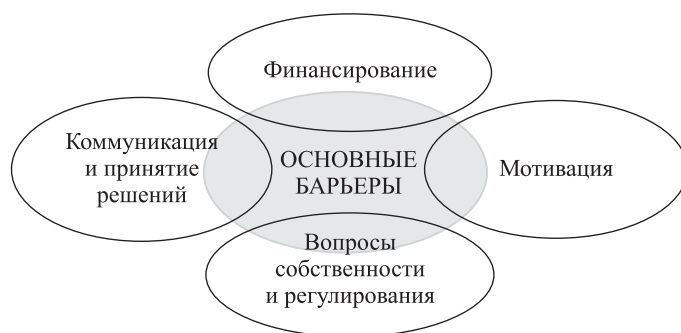 Финансирование
Коммуникация
и принятие
решений
ОСНОВНЫЕ
БАРЬЕРЫ
Мотивация
Вопросы
собственности
и регулирования